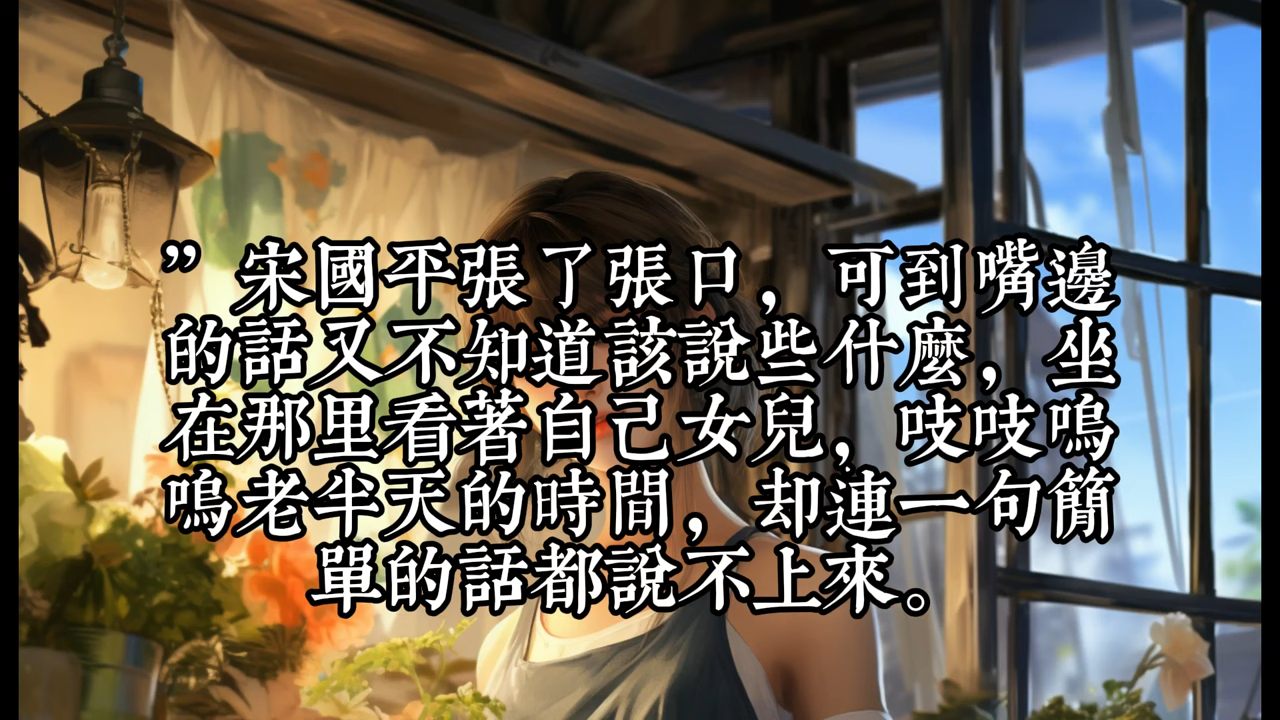 ”宋國平張了張口，可到嘴邊
的話又不知道該說些什麼，坐
在那里看著自己女兒，吱吱嗚
嗚老半天的時間，却連一句簡
單的話都說不上來。